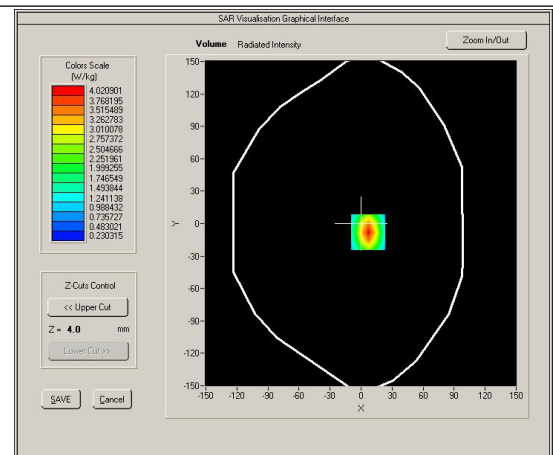 SAR Visualisation Graphical Interface
Volume Radiated Intensity
Zoom In/Out
Colors Scale
(W/kg)
4.020901
3.768195
3.515489
3.262783
3.010078
2.757372
2.504666
2.251961
1.999255
1.746549
1.493844
1.241138
0.988432
0.735727
0.483021
0.230315
Z-Cuts Control
<< Upper Cut
Z = 4.0 mm
Lower Cut >>
SAVE
Cancel
150
120
90
60
30
0
-30
-60
-90
-120
-150
Y
-150 -120 -90 -60 -30 0 30 60 90 120 150
X